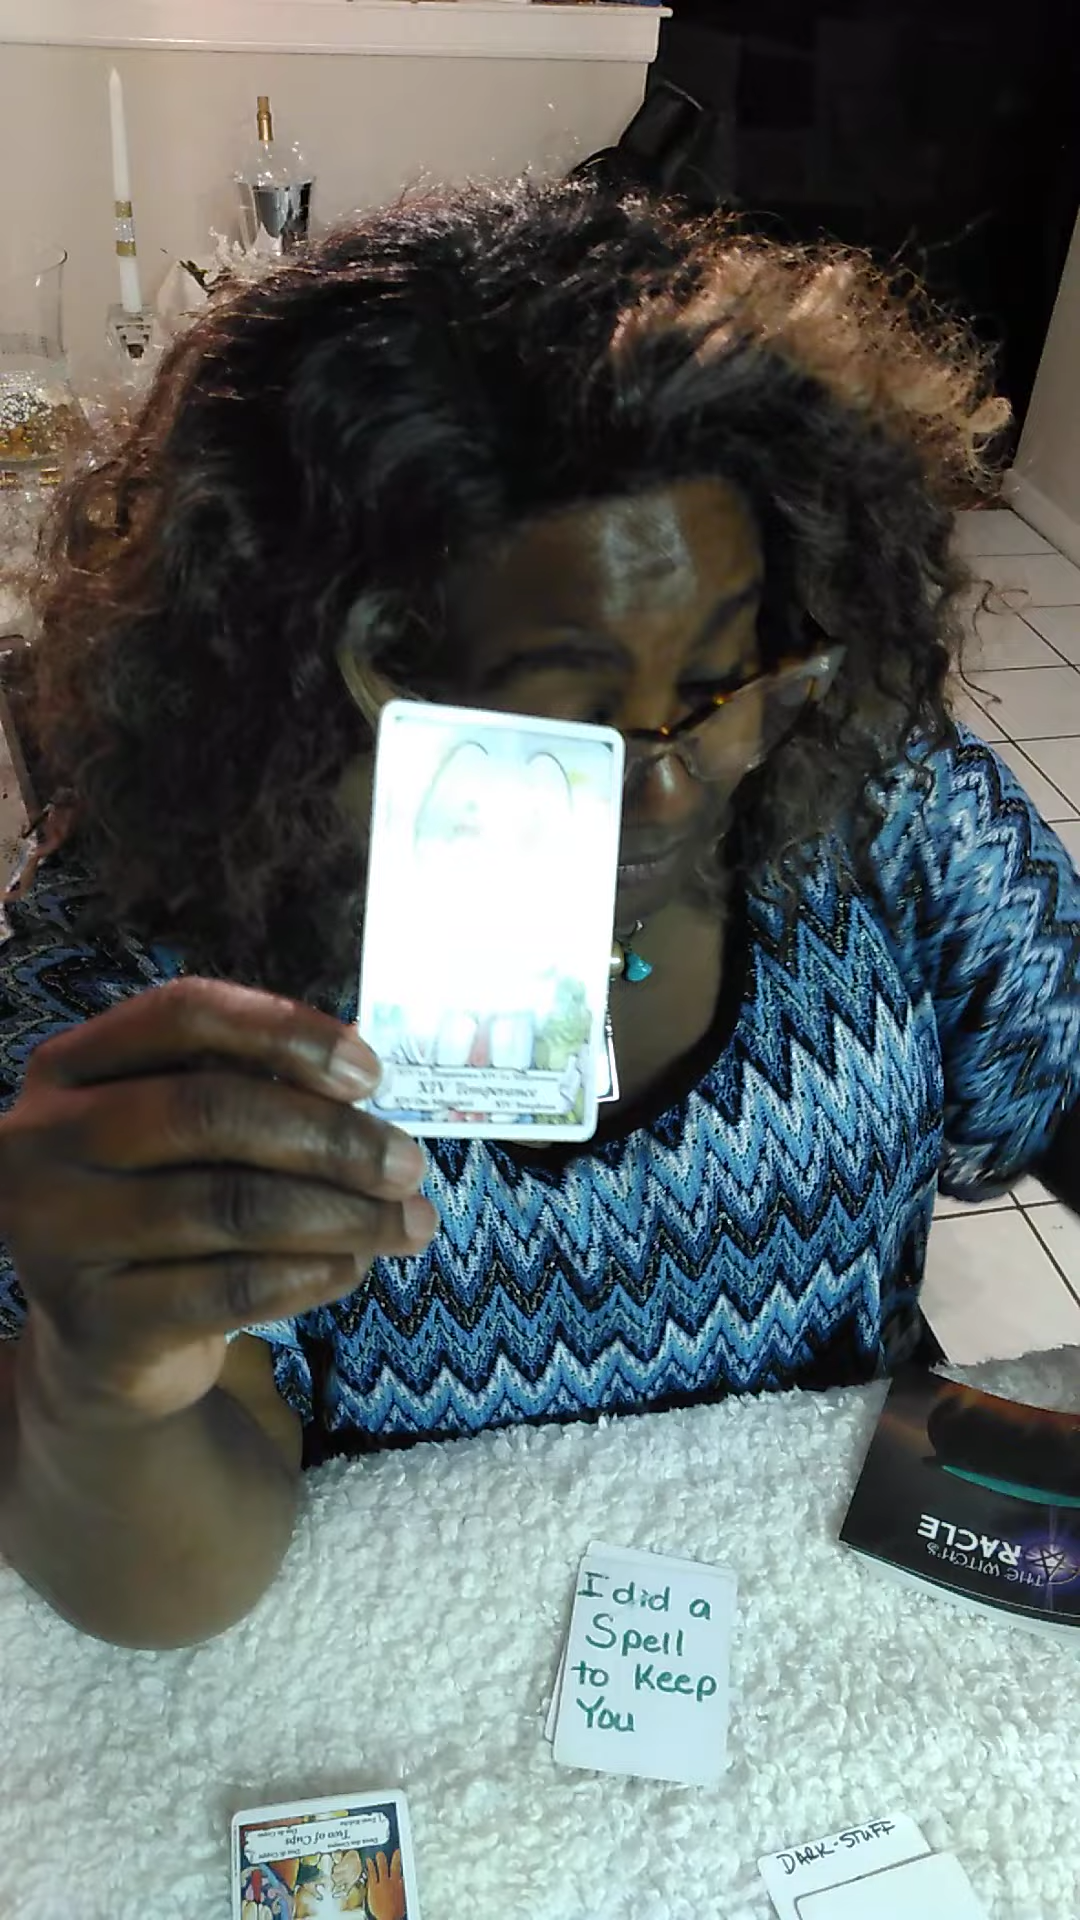 XIV Temperance
THE WITCH'S
RACLE
I did a
Spell
to Keep
You
Two of Cups
DARK-STUFF